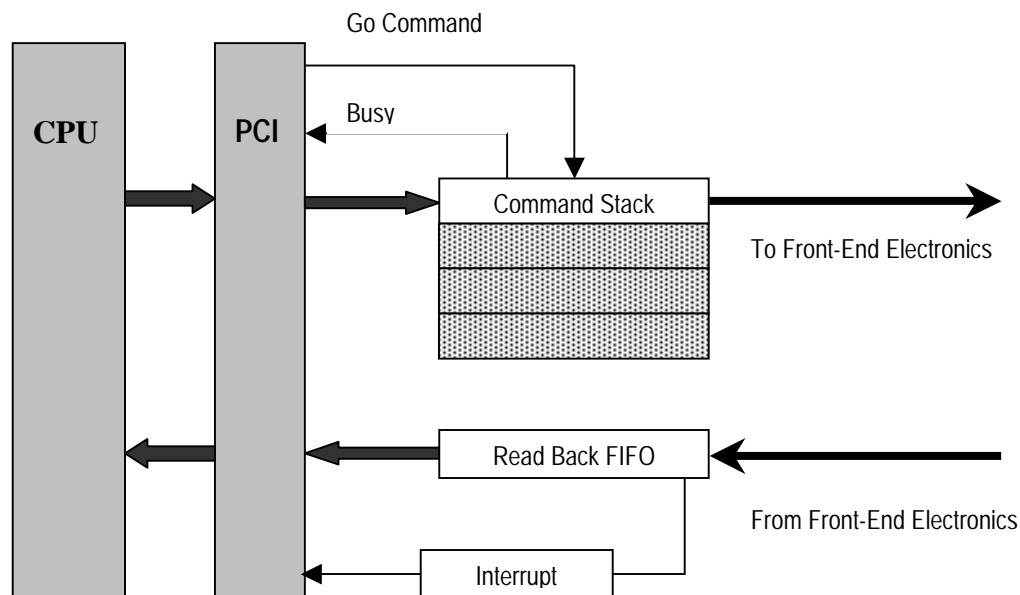 Go Command
CPU
PCI
Busy
Command Stack
To Front-End Electronics
Read Back FIFO
From Front-End Electronics
Interrupt